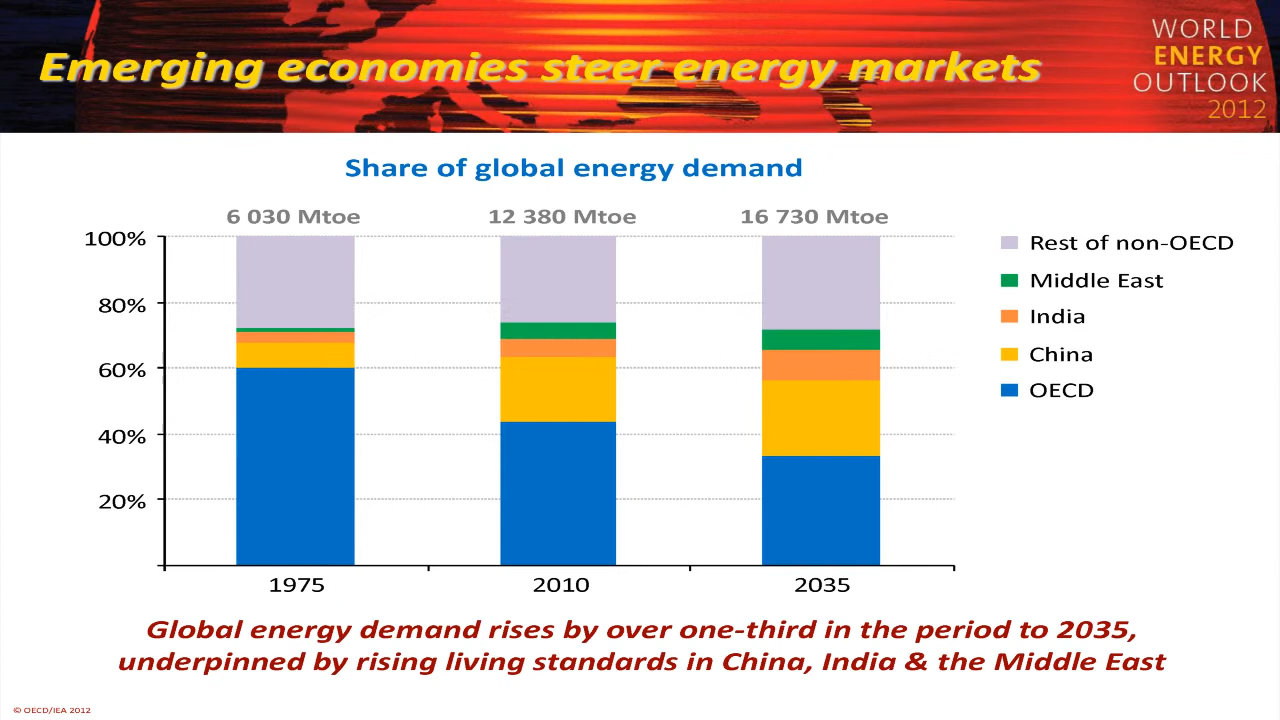 Emerging economies steer energy markets
WORLD
ENERGY
OUTLOOK
2012
Share of global energy demand
6 030 Mtoe
12 380 Mtoe
16 730 Mtoe
100%
80%
60%
40%
20%
1975
2010
2035
Rest of non-OECD
Middle East
India
China
OECD
Global energy demand rises by over one-third in the period to 2035,
underpinned by rising living standards in China, India & the Middle East
© OECD/IEA 2012